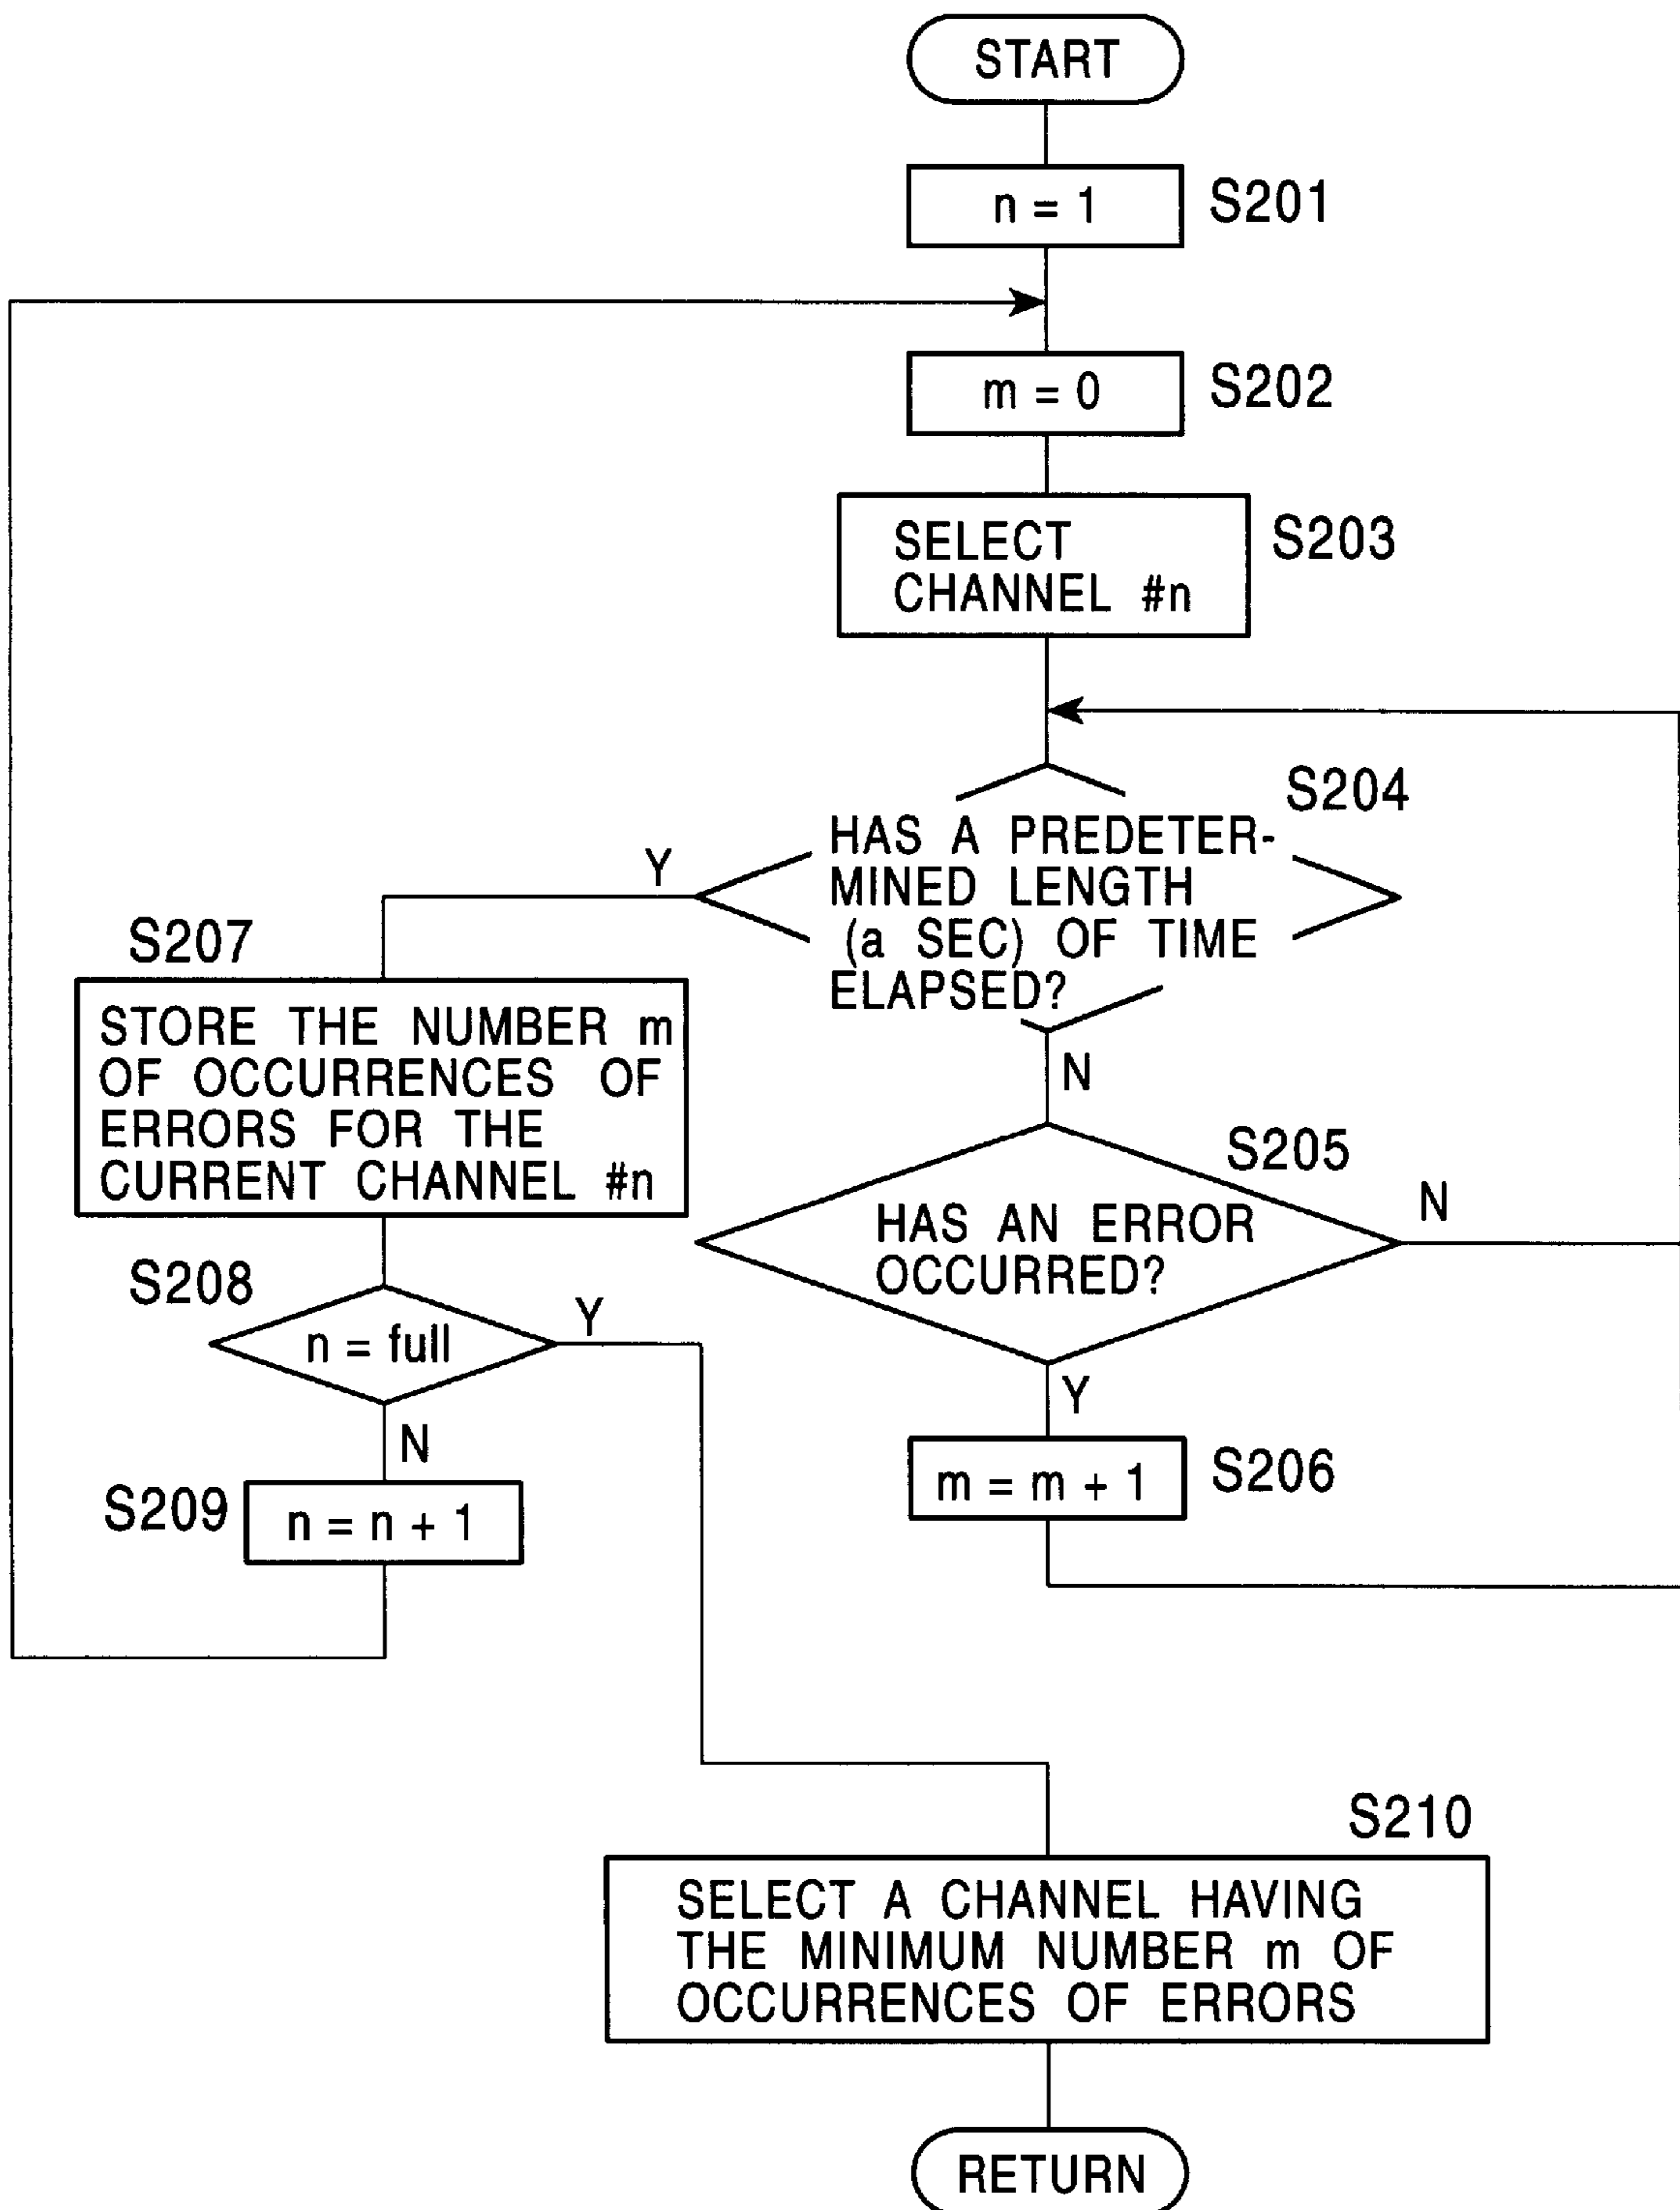 START
n = 1
S201
m = 0
S202
SELECT
CHANNEL #n
S203
S204
HAS A PREDETER-
MINED LENGTH
(a SEC) OF TIME
ELAPSED?
Y
N
S207
STORE THE NUMBER m
OF OCCURRENCES OF
ERRORS FOR THE
CURRENT CHANNEL #n
S205
HAS AN ERROR
OCCURRED?
N
Y
S208
n = full
Y
N
m = m + 1
S206
S209
n = n + 1
S210
SELECT A CHANNEL HAVING
THE MINIMUM NUMBER m OF
OCCURRENCES OF ERRORS
RETURN